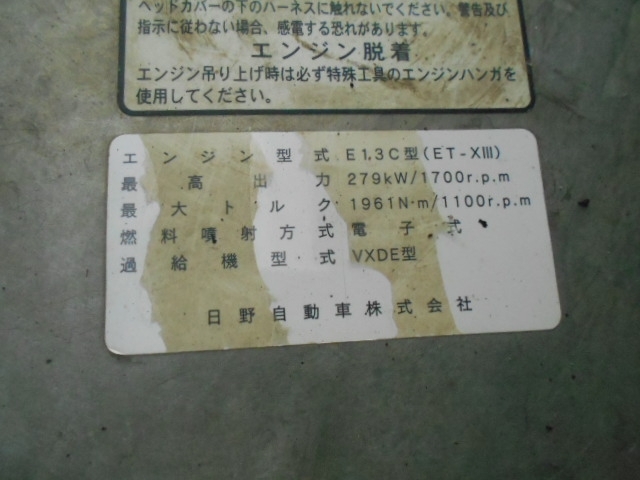 ヘッドカバーの下のハーネスに触れないでください。警告及び
指示に従わない場合、感電する恐れがあります。
エンジン脱着
エンジン吊り上げ時は必ず特殊工具のエンジンハンガを
使用してください。
エンジン型式 E13C型(ET-XIII)
最高出力 279kW/1700r.p.m
最大トルク 1961N·m/1100r.p.m
燃料噴射方式 電子式
過給機型式 VXDE型
日野自動車株式会社